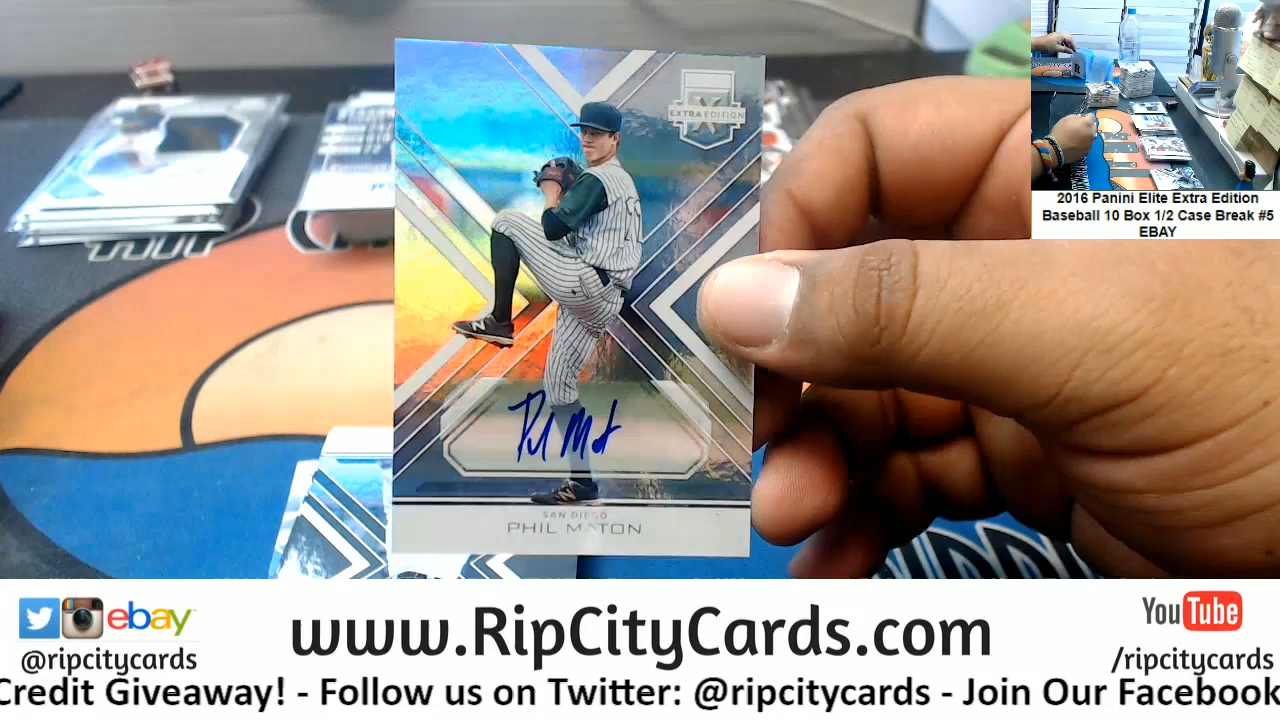 EXTRA EDITION
SAN DIEGO
PHIL MATON
2016 Panini Elite Extra Edition
Baseball 10 Box 1/2 Case Break #5
EBAY
ebay
@ripcitycards
www.RipCityCards.com
YouTube
/ripcitycards
Credit Giveaway! - Follow us on Twitter: @ripcitycards - Join Our Facebook